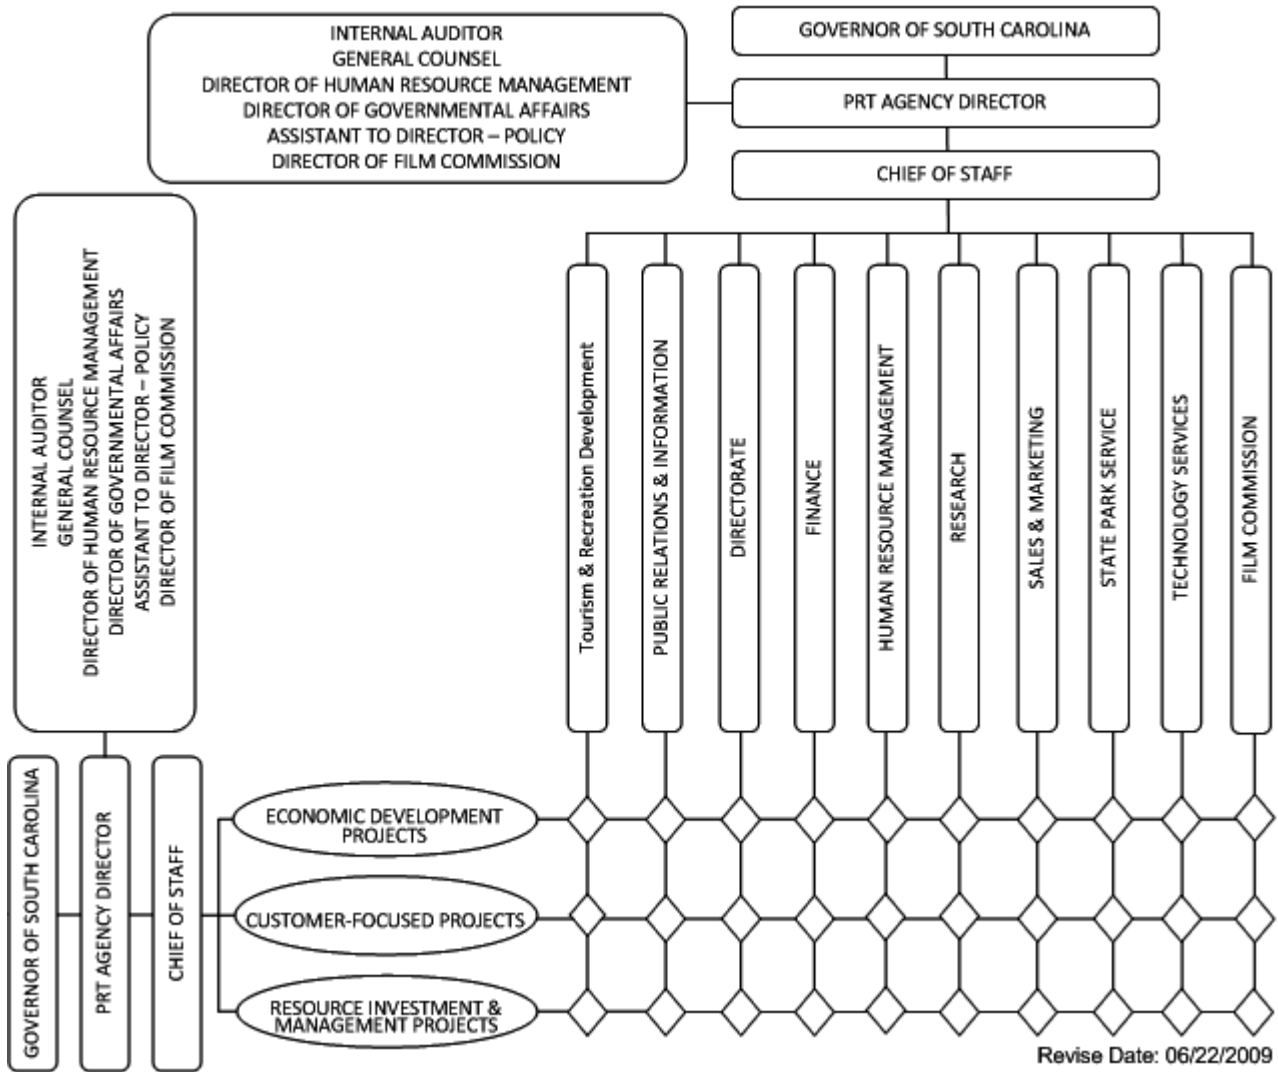 INTERNAL AUDITOR
GENERAL COUNSEL
DIRECTOR OF HUMAN RESOURCE MANAGEMENT
DIRECTOR OF GOVERNMENTAL AFFAIRS
ASSISTANT TO DIRECTOR – POLICY
DIRECTOR OF FILM COMMISSION
GOVERNOR OF SOUTH CAROLINA
PRT AGENCY DIRECTOR
CHIEF OF STAFF
INTERNAL AUDITOR
GENERAL COUNSEL
DIRECTOR OF HUMAN RESOURCE MANAGEMENT
DIRECTOR OF GOVERNMENTAL AFFAIRS
ASSISTANT TO DIRECTOR – POLICY
DIRECTOR OF FILM COMMISSION
Tourism & Recreation Development
PUBLIC RELATIONS & INFORMATION
DIRECTORATE
FINANCE
HUMAN RESOURCE MANAGEMENT
RESEARCH
SALES & MARKETING
STATE PARK SERVICE
TECHNOLOGY SERVICES
FILM COMMISSION
GOVERNOR OF SOUTH CAROLINA
PRT AGENCY DIRECTOR
CHIEF OF STAFF
ECONOMIC DEVELOPMENT
PROJECTS
CUSTOMER-FOCUSED PROJECTS
RESOURCE INVESTMENT &
MANAGEMENT PROJECTS
Revise Date: 06/22/2009